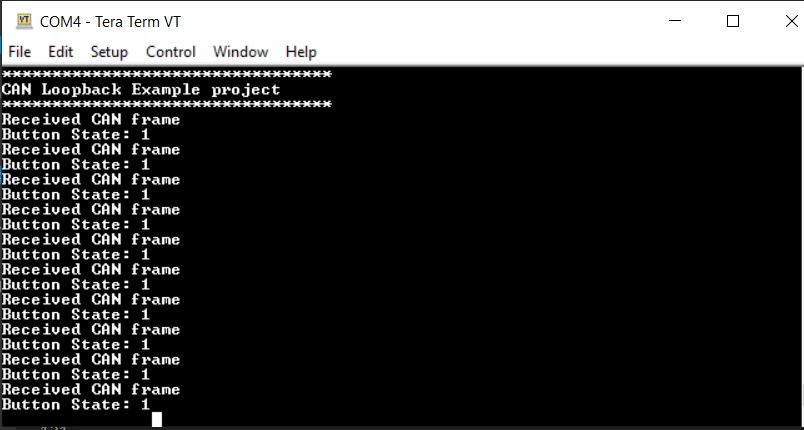 COM4 - Tera Term VT
File Edit Setup Control Window Help
*********************************
CAN Loopback Example project
*********************************
Received CAN frame
Button State: 1
Received CAN frame
Button State: 1
Received CAN frame
Button State: 1
Received CAN frame
Button State: 1
Received CAN frame
Button State: 1
Received CAN frame
Button State: 1
Received CAN frame
Button State: 1
Received CAN frame
Button State: 1
Received CAN frame
Button State: 1
Received CAN frame
Button State: 1